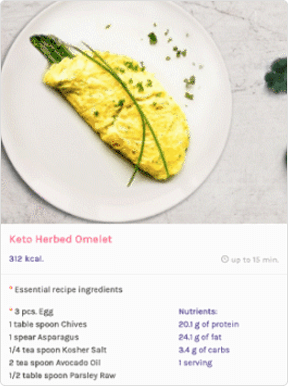 Keto Herbed Omelet
312 kcal.
up to 15 min.
* Essential recipe ingredients
* 3 pcs. Egg
1 table spoon Chives
1 spear Asparagus
1/4 tea spoon Kosher Salt
2 tea spoon Avocado Oil
1/2 table spoon Parsley Raw
Nutrients:
20.1 g of protein
24.1 g of fat
3.4 g of carbs
1 serving